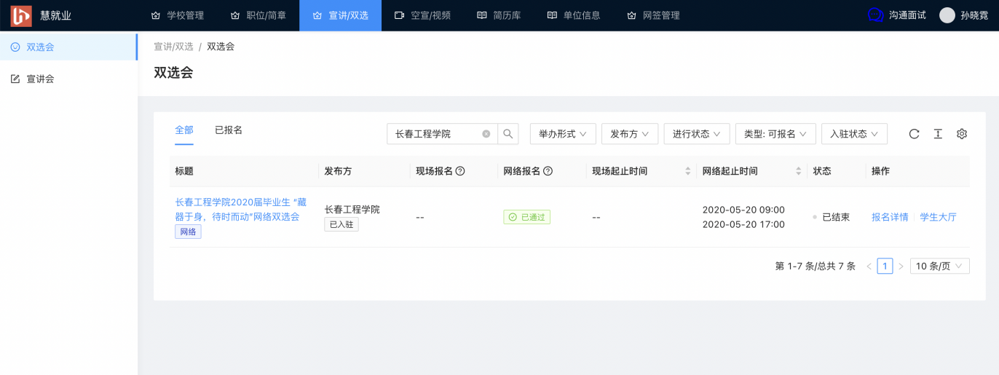 慧就业
学校管理
职位/简章
宣讲/双选
空宣/视频
简历库
单位信息
网签管理
沟通面试
孙晓霓
双选会
宣讲会
宣讲/双选 / 双选会
双选会
全部
已报名
长春工程学院
举办形式
发布方
进行状态
类型: 可报名
入驻状态
标题
发布方
现场报名
网络报名
现场起止时间
网络起止时间
状态
操作
长春工程学院2020届毕业生 “藏
器于身，待时而动”网络双选会
网络
长春工程学院
已入驻
--
已通过
--
2020-05-20 09:00
2020-05-20 17:00
已结束
报名详情
学生大厅
第 1-7 条/总共 7 条
1
10 条/页